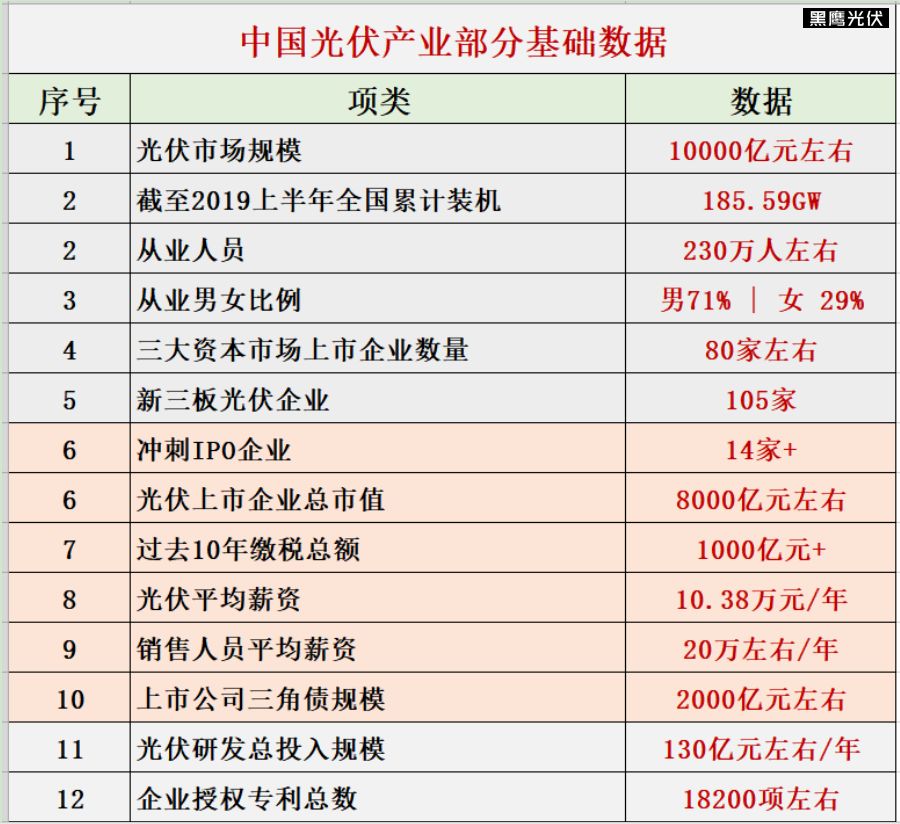 黑鹰光伏
中国光伏产业部分基础数据
序号 项类 数据
1 光伏市场规模 10000亿元左右
2 截至2019上半年全国累计装机 185.59GW
2 从业人员 230万人左右
3 从业男女比例 男71% | 女 29%
4 三大资本市场上市企业数量 80家左右
5 新三板光伏企业 105家
6 冲刺IPO企业 14家+
6 光伏上市企业总市值 8000亿元左右
7 过去10年缴税总额 1000亿元+
8 光伏平均薪资 10.38万元/年
9 销售人员平均薪资 20万左右/年
10 上市公司三角债规模 2000亿元左右
11 光伏研发总投入规模 130亿元左右/年
12 企业授权专利总数 18200项左右